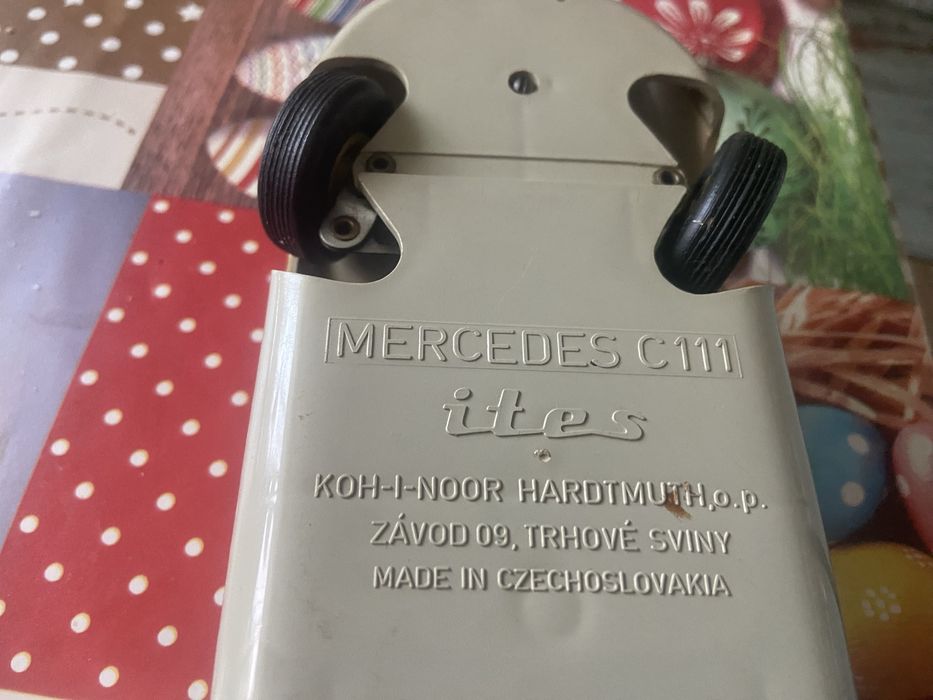 MERCEDES C111
ites
KOH-I-NOOR HARDTMUTH,o.p.
ZÁVOD 09, TRHOVÉ SVINY
MADE IN CZECHOSLOVAKIA